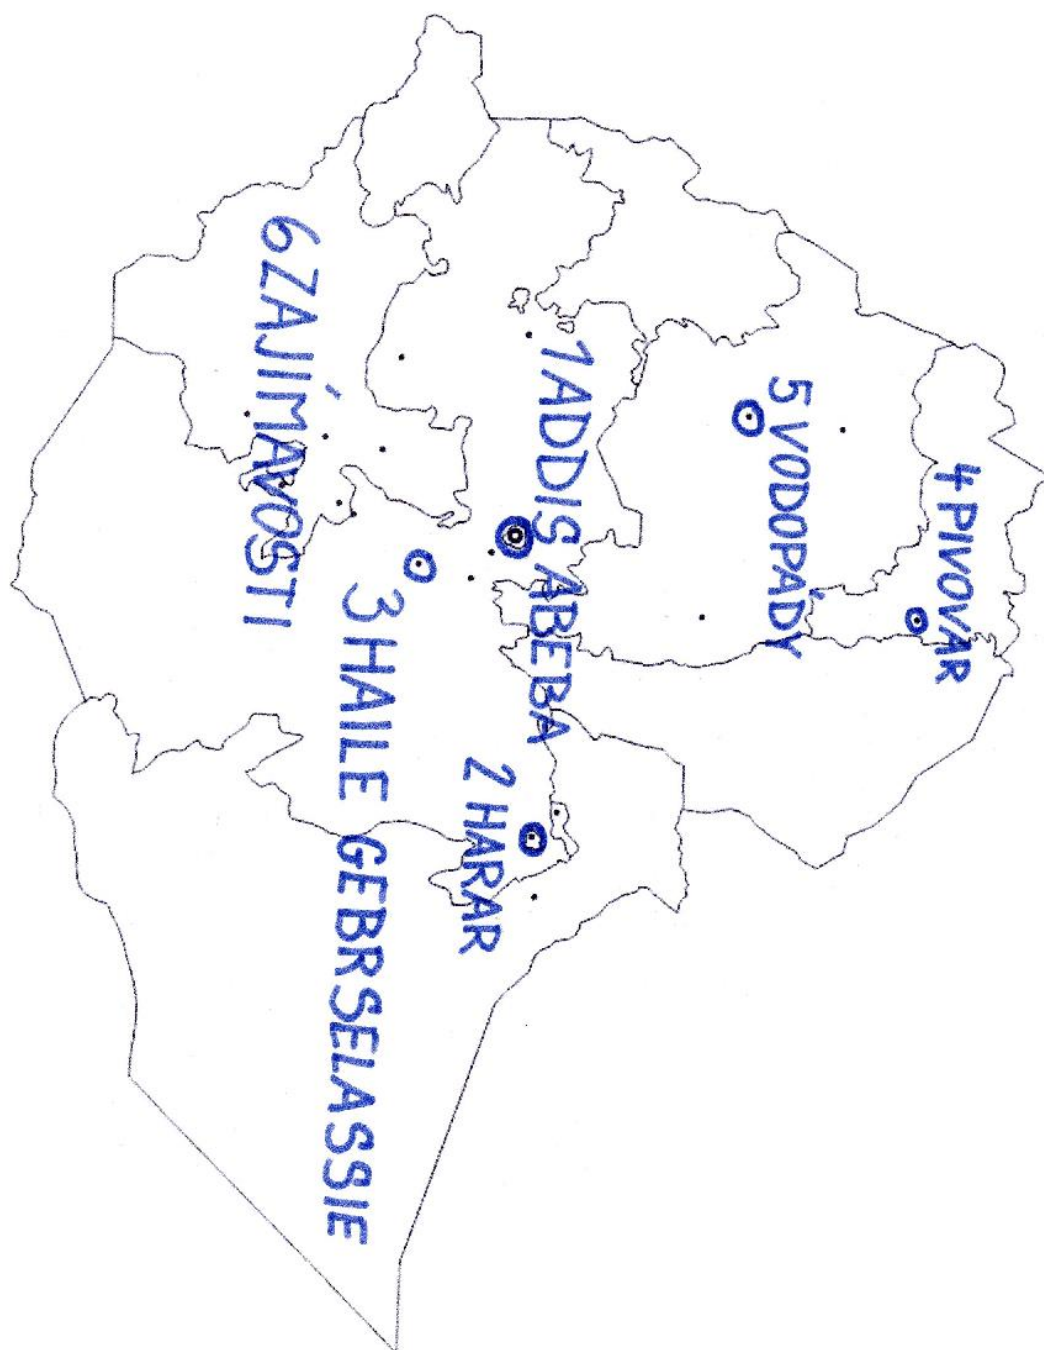 4 PIVOVAR
5 VODOPÁDY
1 ADDIS ABEBA
2 HARAR
3 HAILE GEBRSELASSIE
6 ZAJÍMAVOSTI